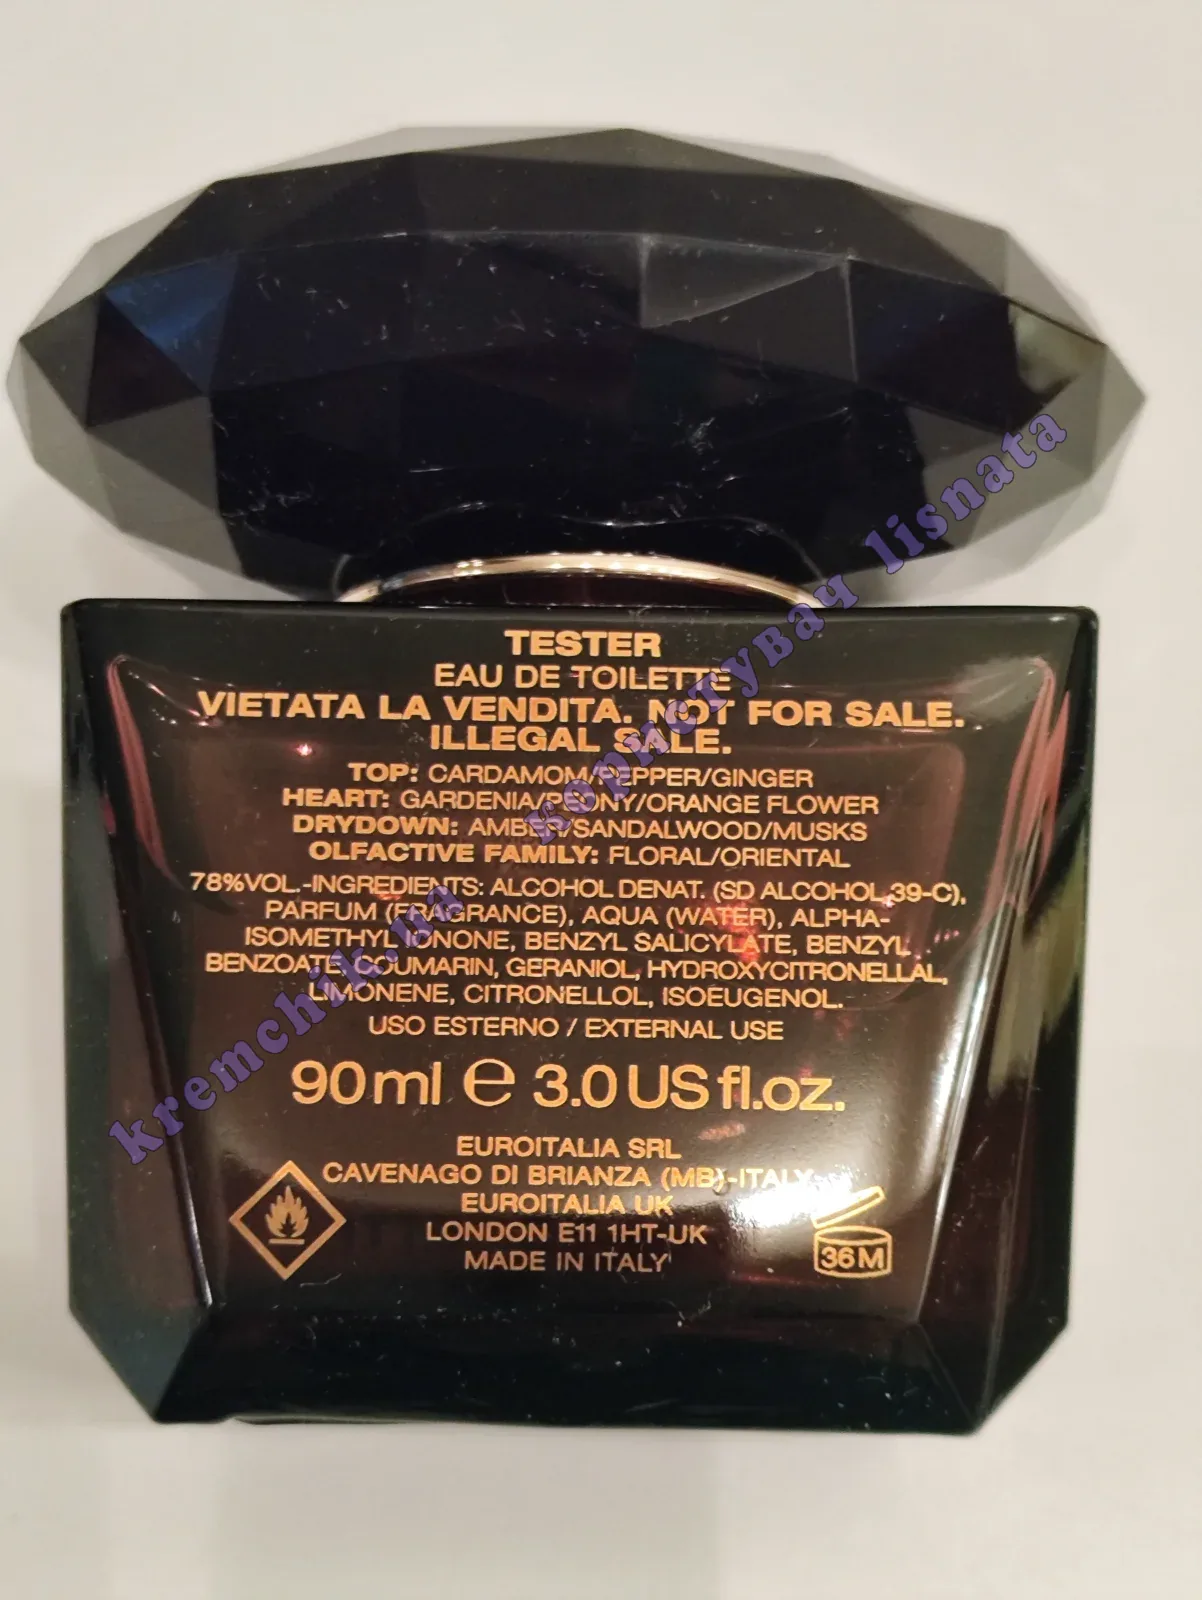 TESTER
EAU DE TOILETTE
VIETATA LA VENDITA. NOT FOR SALE.
ILLEGAL SALE.
TOP: CARDAMOM/PEPPER/GINGER
HEART: GARDENIA/PEONY/ORANGE FLOWER
DRYDOWN: AMBER/SANDALWOOD/MUSKS
OLFACTIVE FAMILY: FLORAL/ORIENTAL
78%VOL.-INGREDIENTS: ALCOHOL DENAT. (SD ALCOHOL 39-C),
PARFUM (FRAGRANCE), AQUA (WATER), ALPHA-
ISOMETHYL IONONE, BENZYL SALICYLATE, BENZYL
BENZOATE, COUMARIN, GERANIOL, HYDROXYCITRONELLAL,
LIMONENE, CITRONELLOL, ISOEUGENOL.
USO ESTERNO / EXTERNAL USE
90ml e 3.0 US fl.oz.
EUROITALIA SRL
CAVENAGO DI BRIANZA (MB)-ITALY
EUROITALIA UK
LONDON E11 1HT-UK
MADE IN ITALY
36M
kremchik.ua користувач lisnata